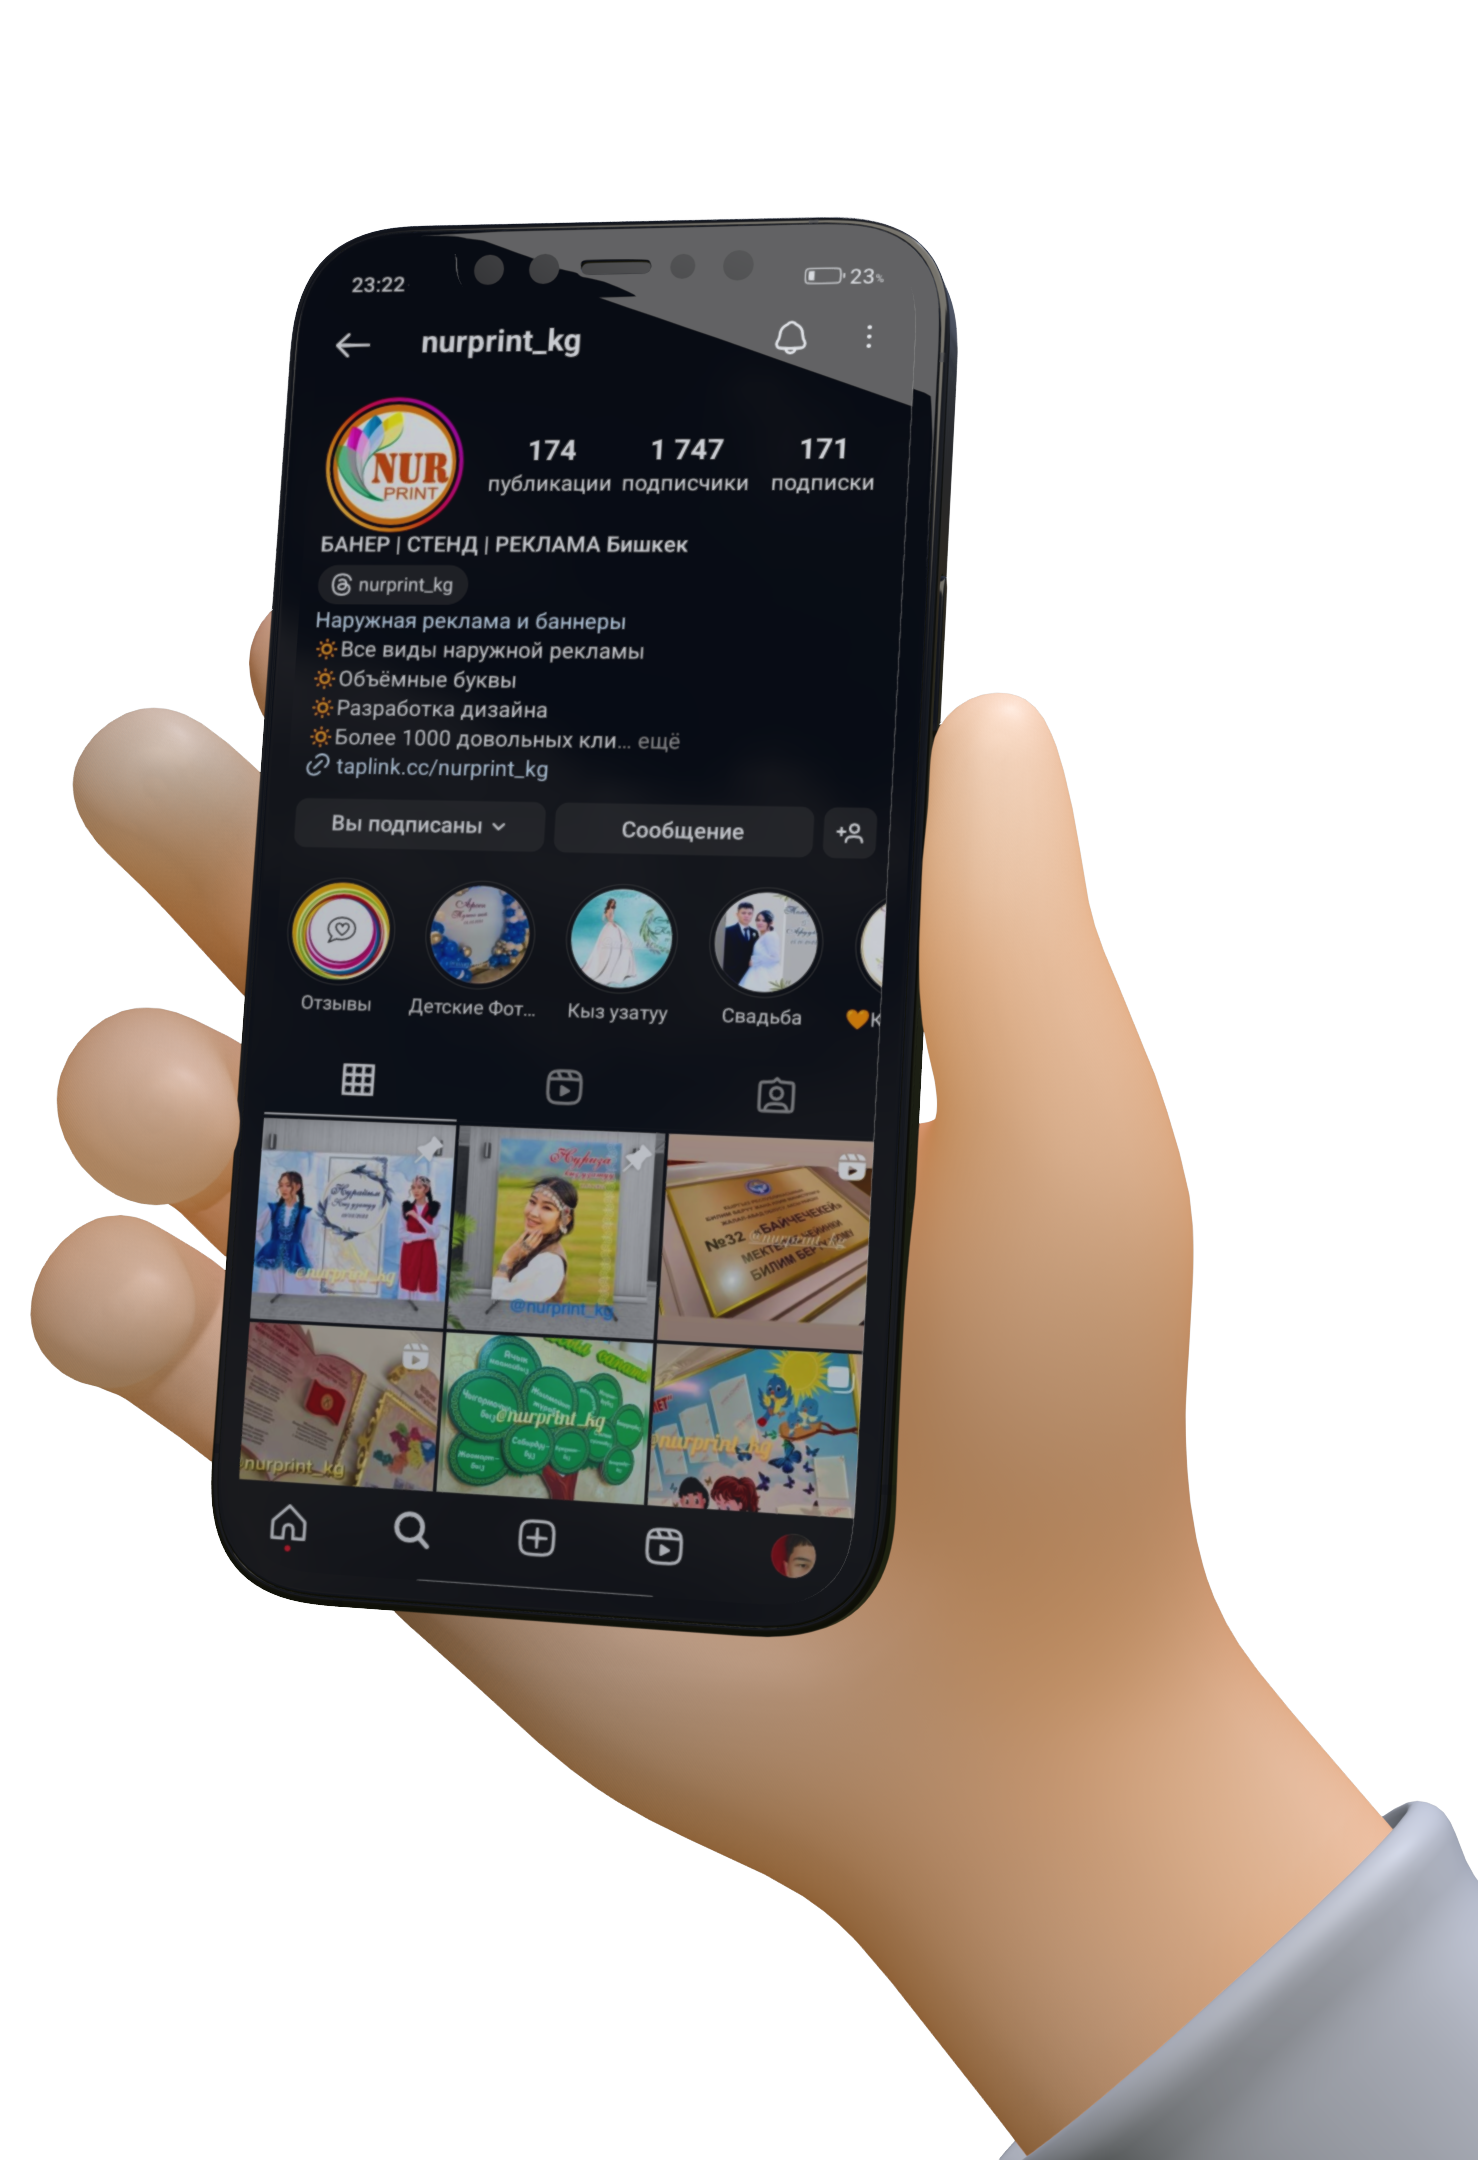 23:22
23%
nurprint_kg
NUR
PRINT
174
1 747
171
публикации
подписчики
подписки
БАНЕР | СТЕНД | РЕКЛАМА Бишкек
nurprint_kg
Наружная реклама и баннеры
Все виды наружной рекламы
Объёмные буквы
Разработка дизайна
Более 1000 довольных кли... ещё
taplink.cc/nurprint_kg
Вы подписаны
Сообщение
Отзывы
Детские Фот...
Кыз узатуу
Свадьба
К
@nurprint_kg
@nurprint_kg
№32 «БАЙЧЕЧЕКЕЙ»
@nurprint_kg
БИЛИМ БЕР
nurprint_kg
@nurprint_kg
nurprint_kg